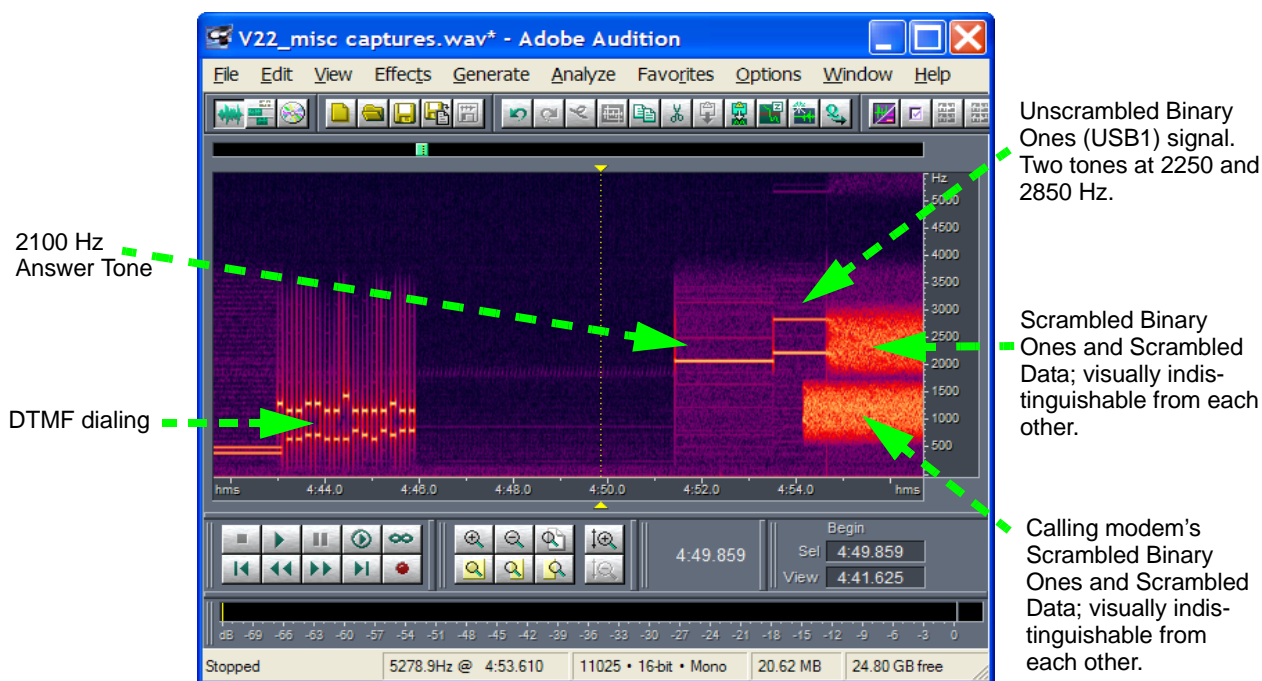 V22_misc captures.wav* - Adobe Audition
File Edit View Effects Generate Analyze Favorites Options Window Help
Unscrambled Binary
Ones (USB1) signal.
Two tones at 2250 and
2850 Hz.
2100 Hz
Answer Tone
Hz
5000
4500
4000
3500
3000
2500
2000
1500
1000
500
Scrambled Binary
Ones and Scrambled
Data; visually indis-
tinguishable from each
other.
DTMF dialing
hms 4:44.0 4:46.0 4:48.0 4:50.0 4:52.0 4:54.0 hms
Calling modem's
Scrambled Binary
Ones and Scrambled
Data; visually indis-
tinguishable from
each other.
4:49.859
Begin
Sel 4:49.859
View 4:41.625
dB -69 -66 -63 -60 -57 -54 -51 -48 -45 -42 -39 -36 -33 -30 -27 -24 -21 -18 -15 -12 -9 -6 -3 0
Stopped 5278.9Hz @ 4:53.610 11025 • 16-bit • Mono 20.62 MB 24.80 GB free